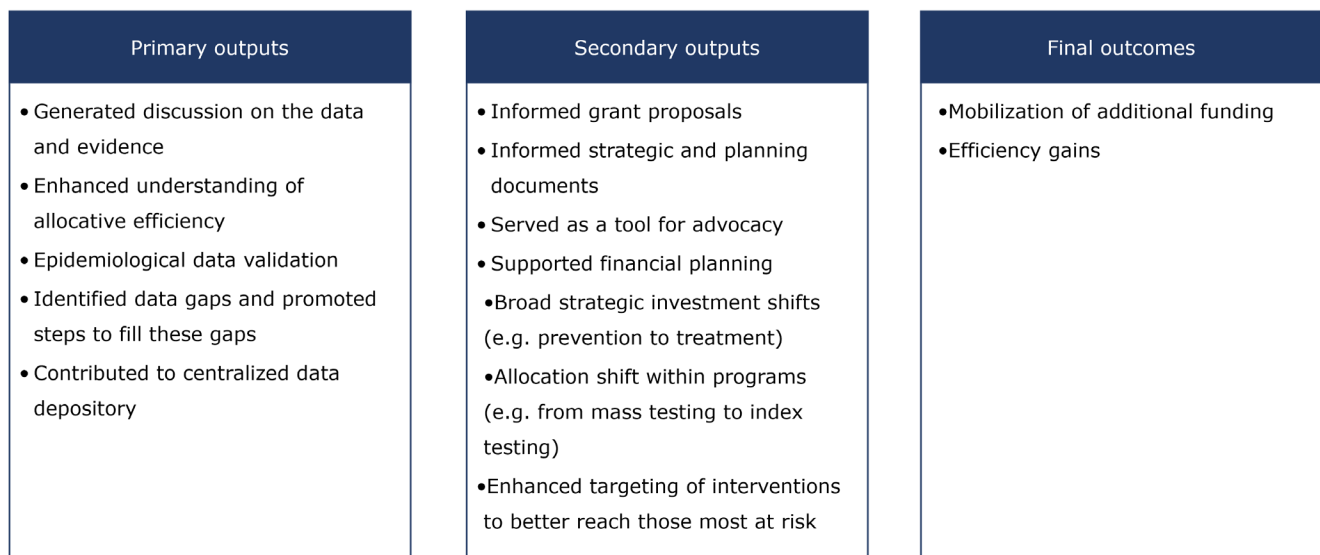 Primary outputs
• Generated discussion on the data
and evidence
• Enhanced understanding of
allocative efficiency
• Epidemiological data validation
• Identified data gaps and promoted
steps to fill these gaps
• Contributed to centralized data
depository
Secondary outputs
• Informed grant proposals
• Informed strategic and planning
documents
• Served as a tool for advocacy
• Supported financial planning
•Broad strategic investment shifts
(e.g. prevention to treatment)
•Allocation shift within programs
(e.g. from mass testing to index
testing)
•Enhanced targeting of interventions
to better reach those most at risk
Final outcomes
•Mobilization of additional funding
•Efficiency gains